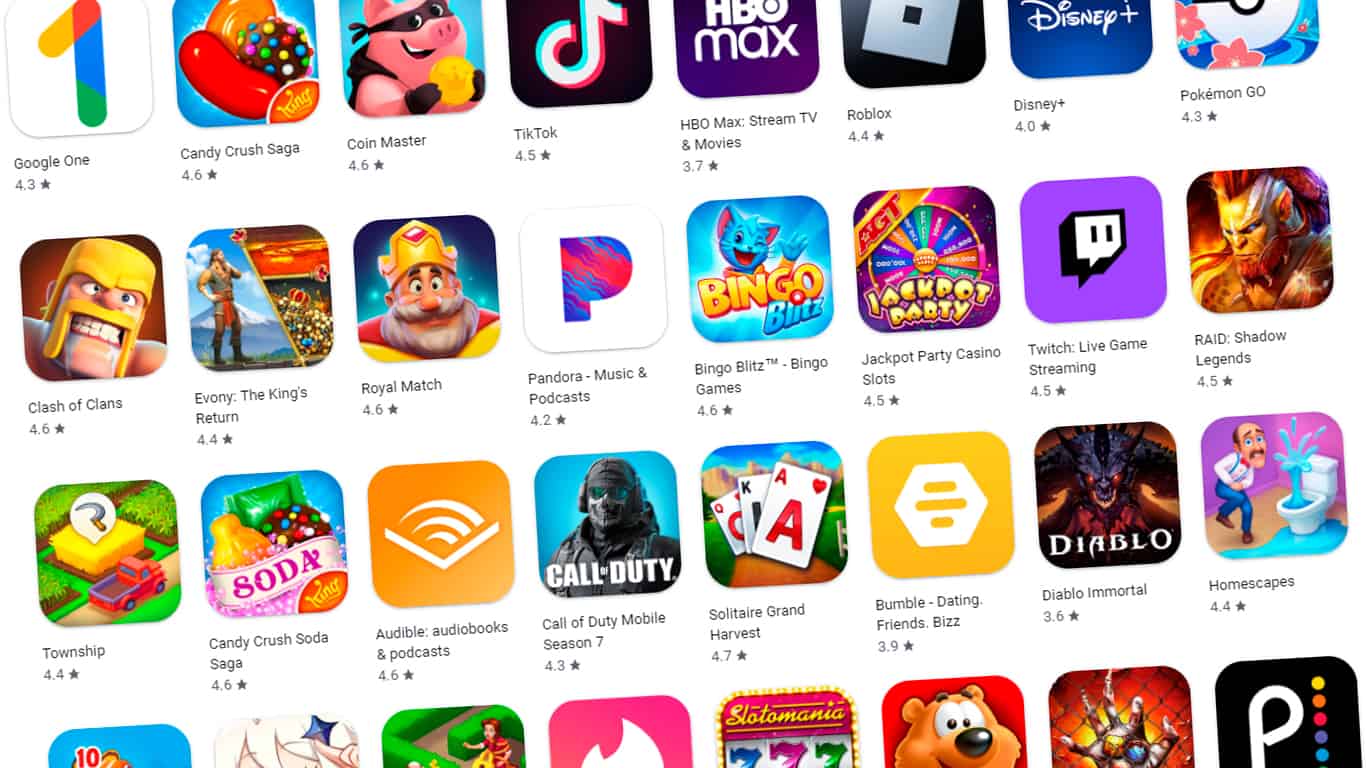 King
HBO
max
Disney+
Google One
4.3 ★
Candy Crush Saga
4.6 ★
Coin Master
4.6 ★
TikTok
4.5 ★
HBO Max: Stream TV
& Movies
3.7 ★
Roblox
4.4 ★
Disney+
4.0 ★
Pokémon GO
4.3 ★
BINGO
Blitz
JACKPOT
PARTY
Clash of Clans
4.6 ★
Evony: The King's
Return
4.4 ★
Royal Match
4.6 ★
Pandora - Music &
Podcasts
4.2 ★
Bingo Blitz™ - Bingo
Games
4.6 ★
Jackpot Party Casino
Slots
4.5 ★
Twitch: Live Game
Streaming
4.5 ★
RAID: Shadow
Legends
4.5 ★
SODA
King
CALL OF DUTY
K
A
A
DIABLO
Township
4.4 ★
Candy Crush Soda
Saga
4.6 ★
Audible: audiobooks
& podcasts
4.6 ★
Call of Duty Mobile
Season 7
4.3 ★
Solitaire Grand
Harvest
4.7 ★
Bumble - Dating.
Friends. Bizz
3.9 ★
Diablo Immortal
3.6 ★
Homescapes
4.4 ★
10
Slotomania
777